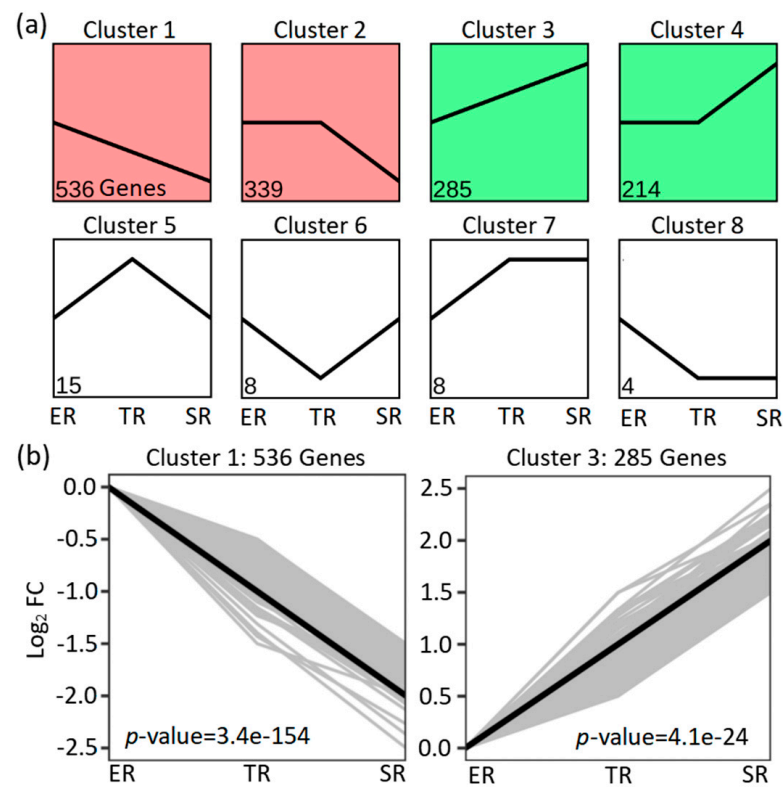 (a)
Cluster 1 Cluster 2 Cluster 3 Cluster 4
536 Genes 339 285 214
Cluster 5 Cluster 6 Cluster 7 Cluster 8
15 8 8 4
ER TR SR ER TR SR ER TR SR ER TR SR
(b)
Cluster 1: 536 Genes
Log₂ FC
0.0
-0.5
-1.0
-1.5
-2.0
-2.5
p-value=3.4e-154
ER TR SR
Cluster 3: 285 Genes
2.5
2.0
1.5
1.0
0.5
0.0
p-value=4.1e-24
ER TR SR